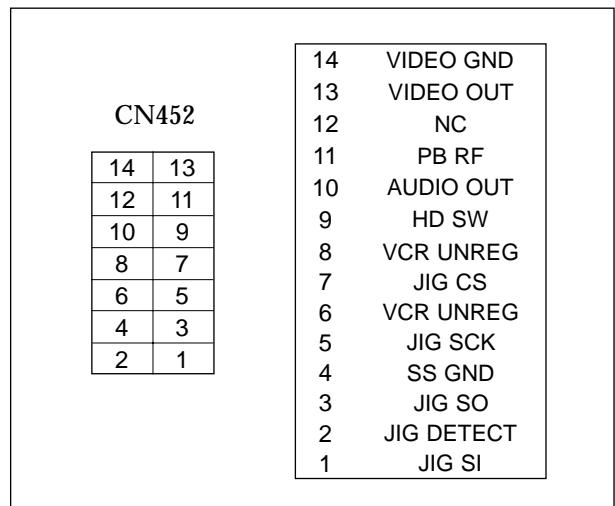 CN452
14 13
12 11
10 9
8 7
6 5
4 3
2 1
14 VIDEO GND
13 VIDEO OUT
12 NC
11 PB RF
10 AUDIO OUT
9 HD SW
8 VCR UNREG
7 JIG CS
6 VCR UNREG
5 JIG SCK
4 SS GND
3 JIG SO
2 JIG DETECT
1 JIG SI